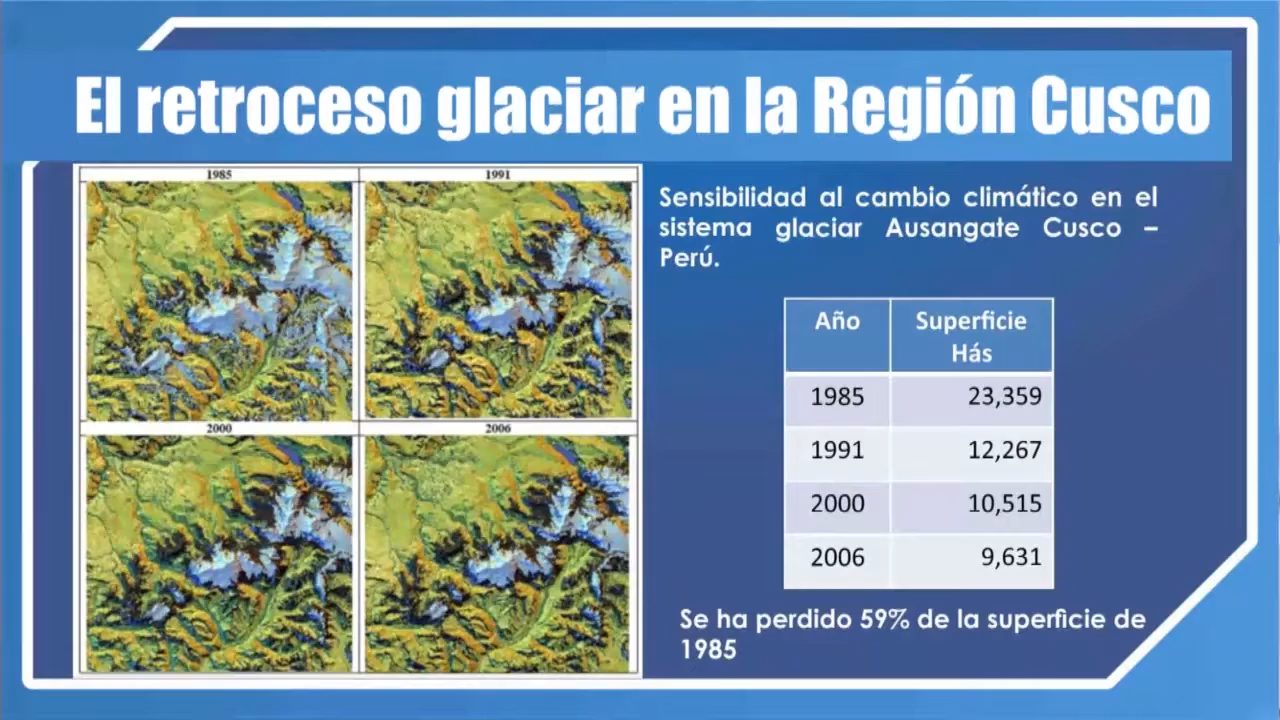 El retroceso glaciar en la Región Cusco
1985
1991
2000
2006
Sensibilidad al cambio climático en el
sistema glaciar Ausangate Cusco –
Perú.
Año Superficie
Hás
1985 23,359
1991 12,267
2000 10,515
2006 9,631
Se ha perdido 59% de la superficie de
1985